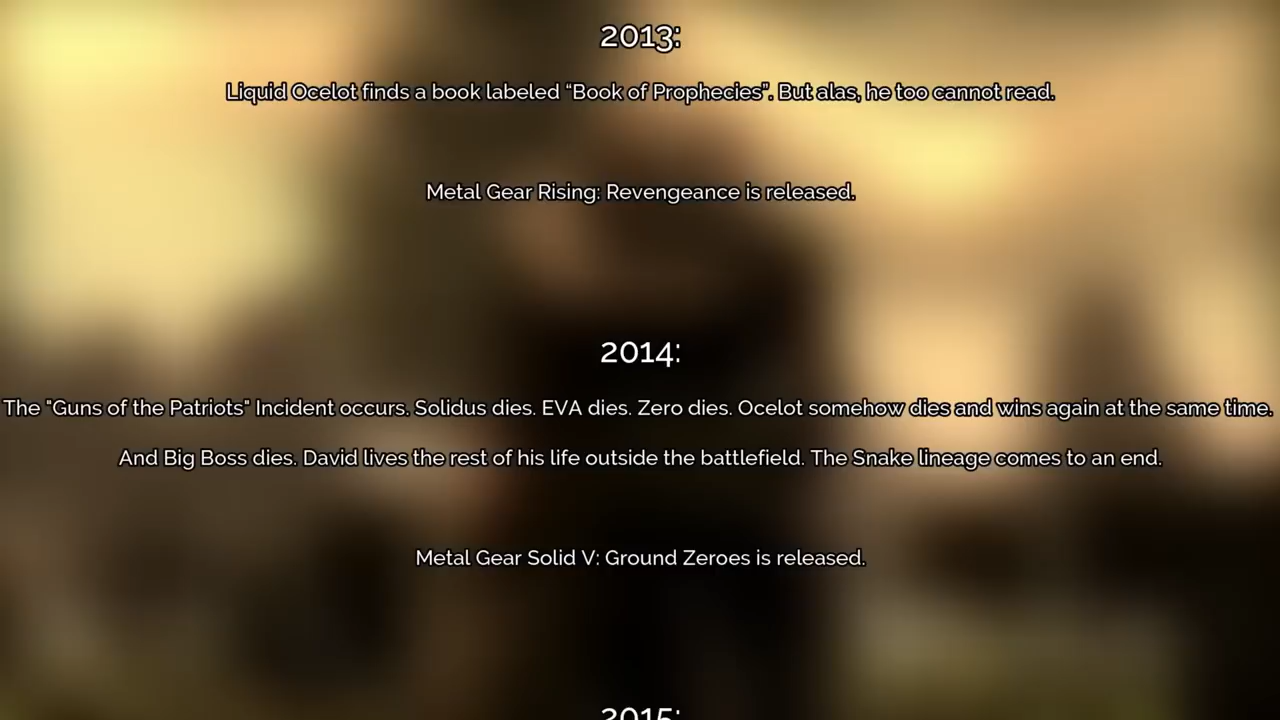 2013:
Liquid Ocelot finds a book labeled “Book of Prophecies”. But alas, he too cannot read.
Metal Gear Rising: Revengeance is released.
2014:
The "Guns of the Patriots" Incident occurs. Solidus dies. EVA dies. Zero dies. Ocelot somehow dies and wins again at the same time.
And Big Boss dies. David lives the rest of his life outside the battlefield. The Snake lineage comes to an end.
Metal Gear Solid V: Ground Zeroes is released.
2015: